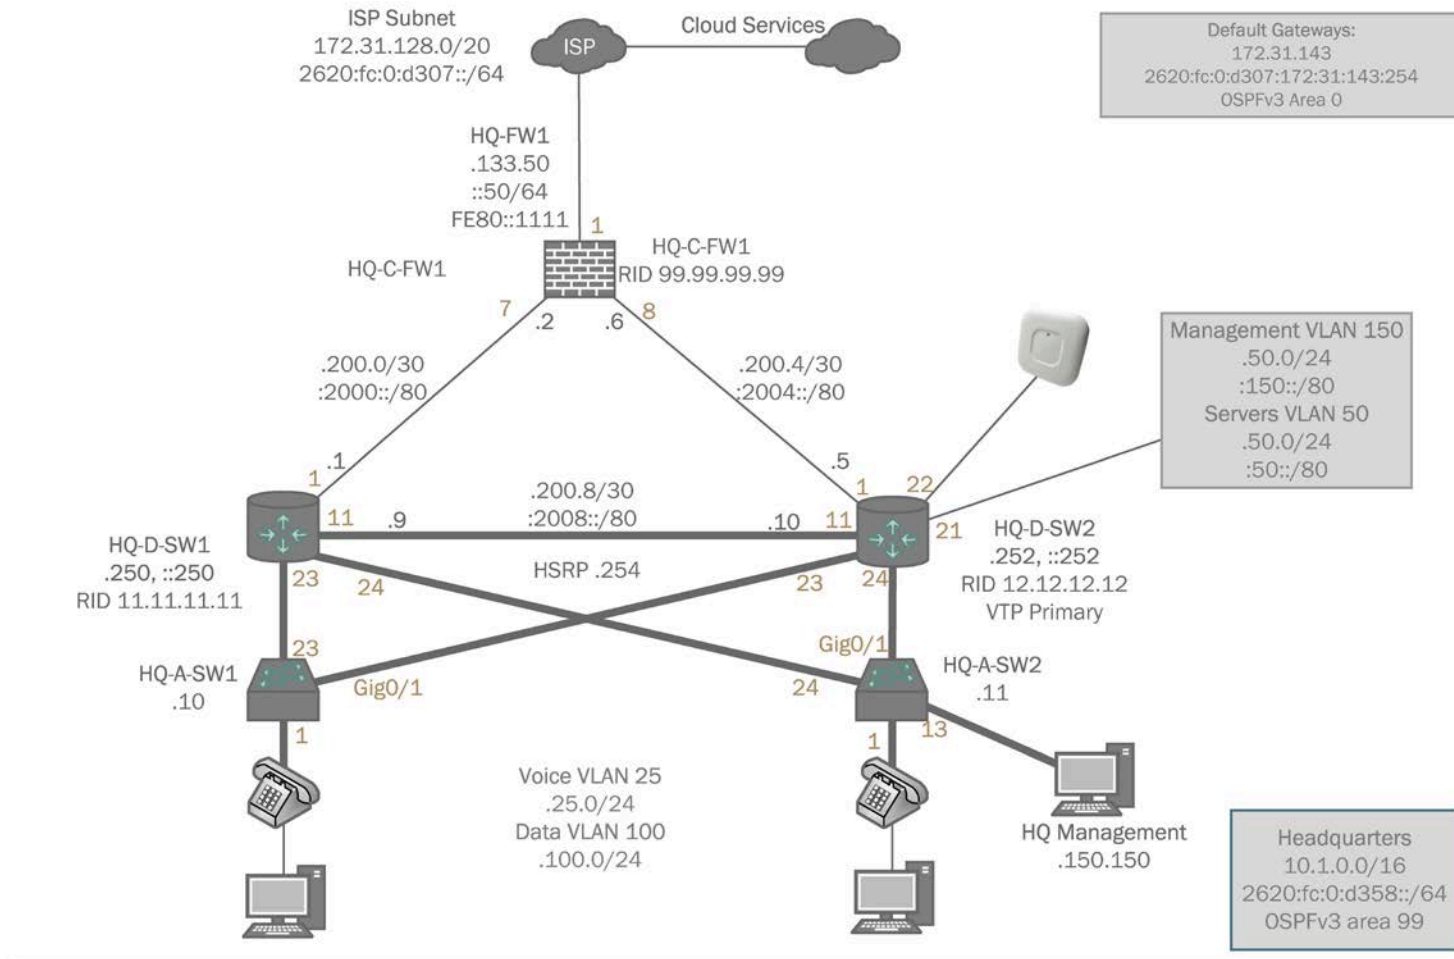 ISP Subnet
172.31.128.0/20
2620:fc:0:d307::/64
ISP
Cloud Services
Default Gateways:
172.31.143
2620:fc:0:d307:172:31:143:254
OSPFv3 Area 0
HQ-FW1
.133.50
::50/64
FE80::1111
1
HQ-C-FW1
HQ-C-FW1
RID 99.99.99.99
7
.2
.6
8
.200.0/30
:2000::/80
.200.4/30
:2004::/80
Management VLAN 150
.50.0/24
:150::/80
Servers VLAN 50
.50.0/24
:50::/80
.1
1
.5
1
22
.200.8/30
:2008::/80
11
.9
.10
11
21
HQ-D-SW1
.250, ::250
RID 11.11.11.11
HQ-D-SW2
.252, ::252
RID 12.12.12.12
VTP Primary
23
24
HSRP .254
23
24
23
Gig0/1
HQ-A-SW1
.10
Gig0/1
24
HQ-A-SW2
.11
1
1
13
Voice VLAN 25
.25.0/24
Data VLAN 100
.100.0/24
HQ Management
.150.150
Headquarters
10.1.0.0/16
2620:fc:0:d358::/64
OSPFv3 area 99